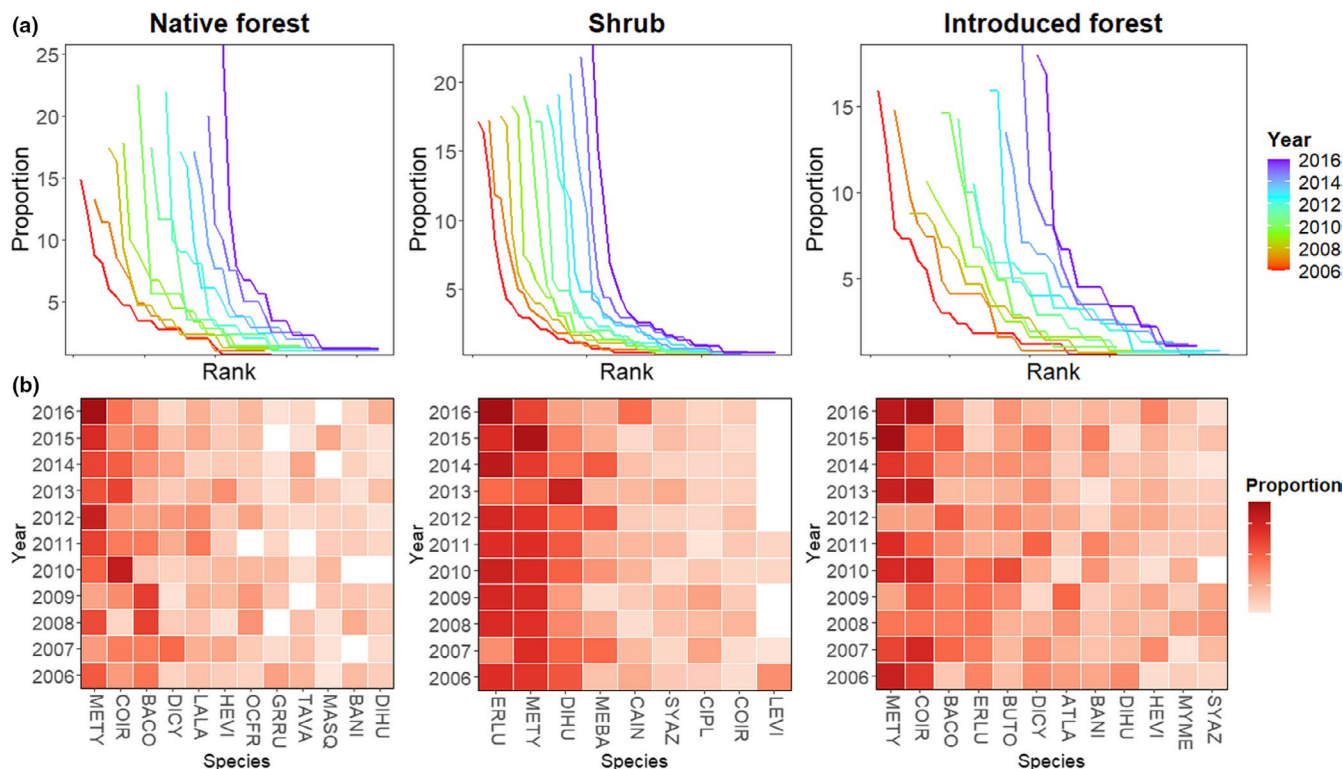 (a)
Native forest
Shrub
Introduced forest
Proportion
25
20
15
10
5
Rank
Proportion
20
15
10
5
Rank
Proportion
15
10
5
Rank
Year
2016
2014
2012
2010
2008
2006
(b)
Year
2016
2015
2014
2013
2012
2011
2010
2009
2008
2007
2006
METY COIR BACO DICY LALA HEVI OCFR GRRU TAVA MASQ BANI DIHU
Species
Year
2016
2015
2014
2013
2012
2011
2010
2009
2008
2007
2006
ERLU METY DIHU MEBA CAIN SYAZ CIPL COIR LEVI
Species
Year
2016
2015
2014
2013
2012
2011
2010
2009
2008
2007
2006
METY COIR BACO ERLU BUTO DICY ATLA BANI DIHU HEVI MYME SYAZ
Species
Proportion